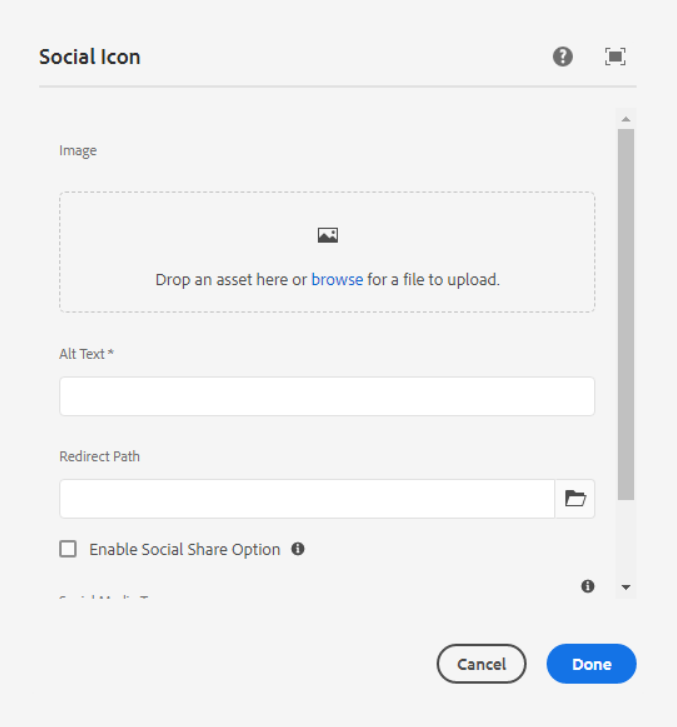 Social Icon
Image
Drop an asset here or browse for a file to upload.
Alt Text *
Redirect Path
Enable Social Share Option
Cancel
Done